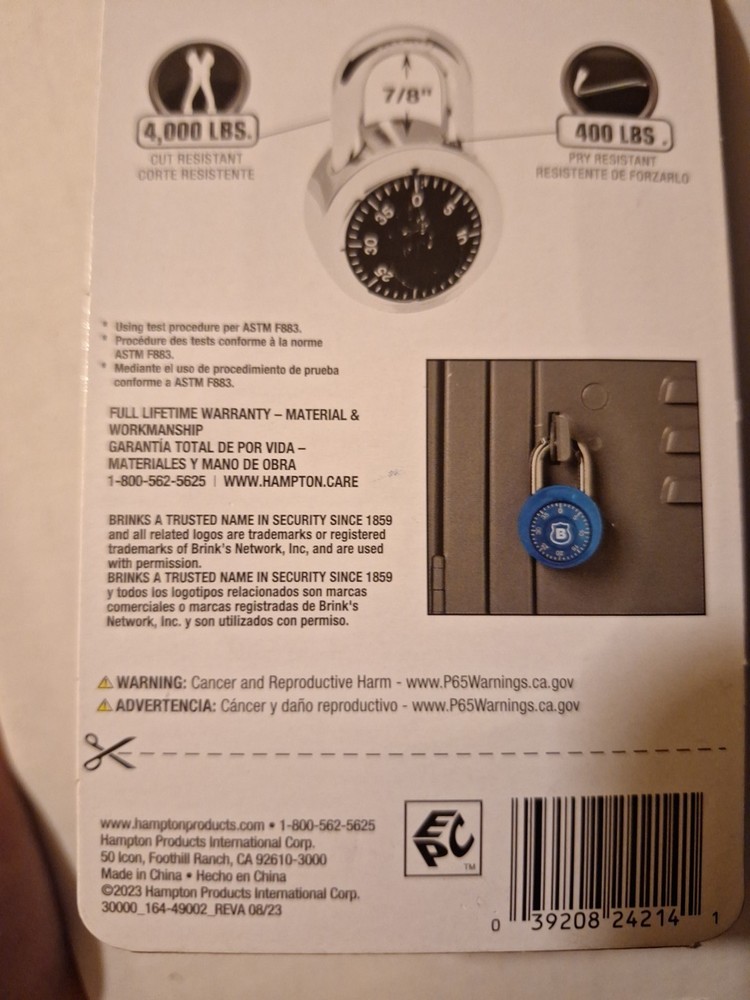 7/8"
4,000 LBS.
CUT RESISTANT
CORTE RESISTENTE
400 LBS.
PRY RESISTANT
RESISTENTE DE FORZARLO
0
5
10
25
30
35
* Using test procedure per ASTM F883.
* Procédure des tests conforme à la norme
ASTM F883.
* Mediante el uso de procedimiento de prueba
conforme a ASTM F883.
FULL LIFETIME WARRANTY – MATERIAL &
WORKMANSHIP
GARANTÍA TOTAL DE POR VIDA –
MATERIALES Y MANO DE OBRA
1-800-562-5625 | WWW.HAMPTON.CARE
BRINKS A TRUSTED NAME IN SECURITY SINCE 1859
and all related logos are trademarks or registered
trademarks of Brink's Network, Inc, and are used
with permission.
BRINKS A TRUSTED NAME IN SECURITY SINCE 1859
y todos los logotipos relacionados son marcas
comerciales o marcas registradas de Brink's
Network, Inc. y son utilizados con permiso.
B
WARNING: Cancer and Reproductive Harm - www.P65Warnings.ca.gov
ADVERTENCIA: Cáncer y daño reproductivo - www.P65Warnings.ca.gov
www.hamptonproducts.com • 1-800-562-5625
Hampton Products International Corp.
50 Icon, Foothill Ranch, CA 92610-3000
Made in China • Hecho en China
©2023 Hampton Products International Corp.
30000_164-49002_REVA 08/23
EPC
TM
0 39208 24214 1